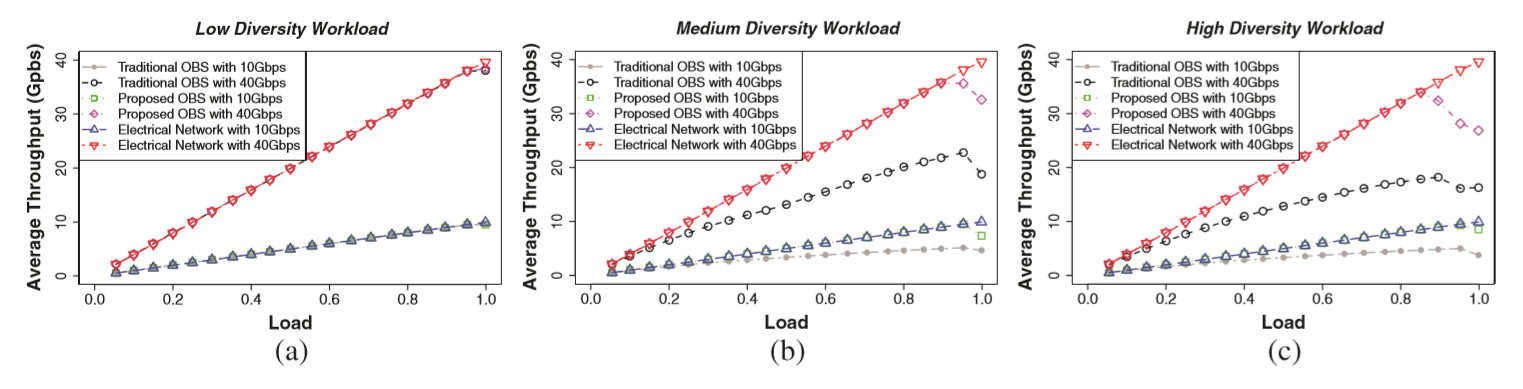 Low Diversity Workload
Average Throughput (Gpbs)
0 10 20 30 40
Traditional OBS with 10Gbps
Traditional OBS with 40Gbps
Proposed OBS with 10Gbps
Proposed OBS with 40Gbps
Electrical Network with 10Gbps
Electrical Network with 40Gbps
0.0 0.2 0.4 0.6 0.8 1.0
Load
(a)
Medium Diversity Workload
Average Throughput (Gpbs)
0 10 20 30 40
Traditional OBS with 10Gbps
Traditional OBS with 40Gbps
Proposed OBS with 10Gbps
Proposed OBS with 40Gbps
Electrical Network with 10Gbps
Electrical Network with 40Gbps
0.0 0.2 0.4 0.6 0.8 1.0
Load
(b)
High Diversity Workload
Average Throughput (Gpbs)
0 10 20 30 40
Traditional OBS with 10Gbps
Traditional OBS with 40Gbps
Proposed OBS with 10Gbps
Proposed OBS with 40Gbps
Electrical Network with 10Gbps
Electrical Network with 40Gbps
0.0 0.2 0.4 0.6 0.8 1.0
Load
(c)